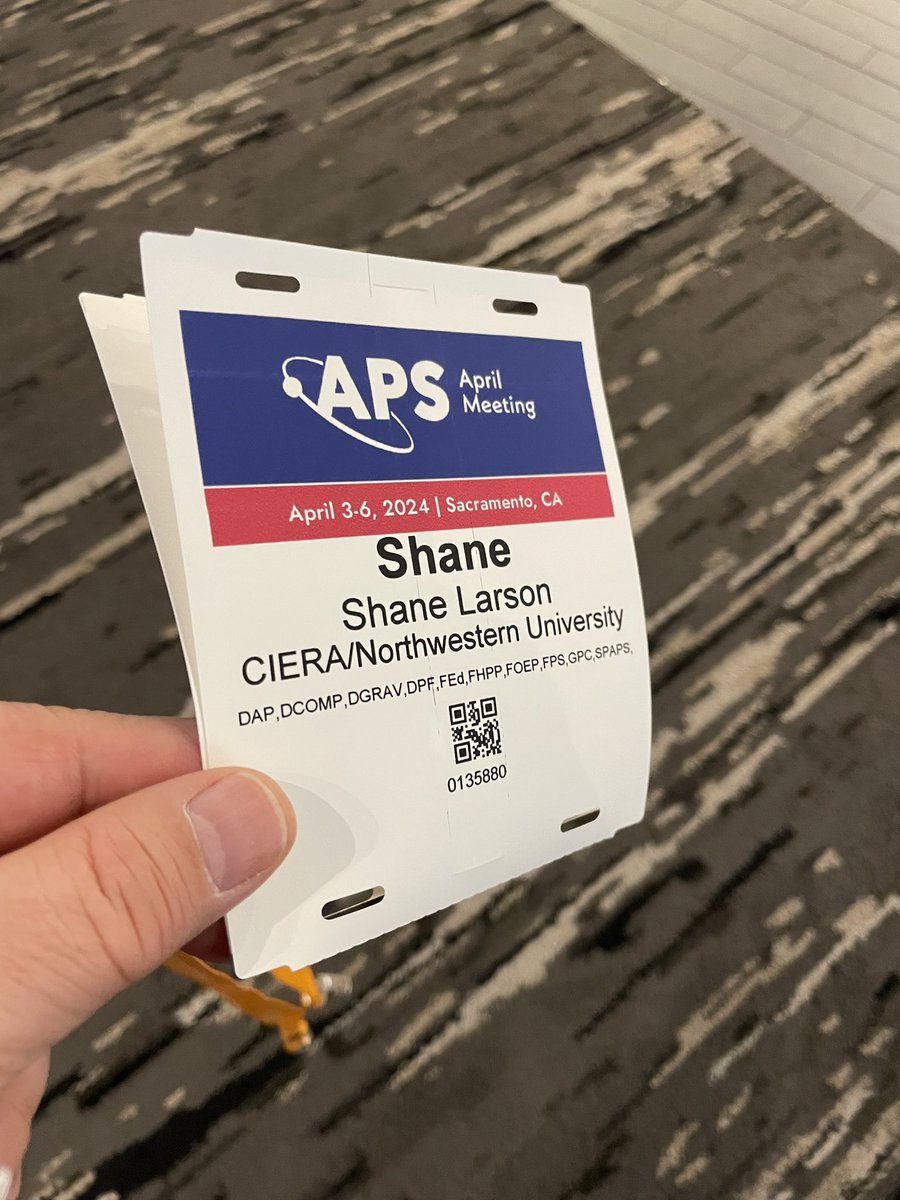 APS April
Meeting
April 3-6, 2024 | Sacramento, CA
Shane
Shane Larson
CIERA/Northwestern University
DAP,DCOMP,DGRAV,DPF,FEd,FHPP,FOEP,FPS,GPC,SPAPS,
0135880